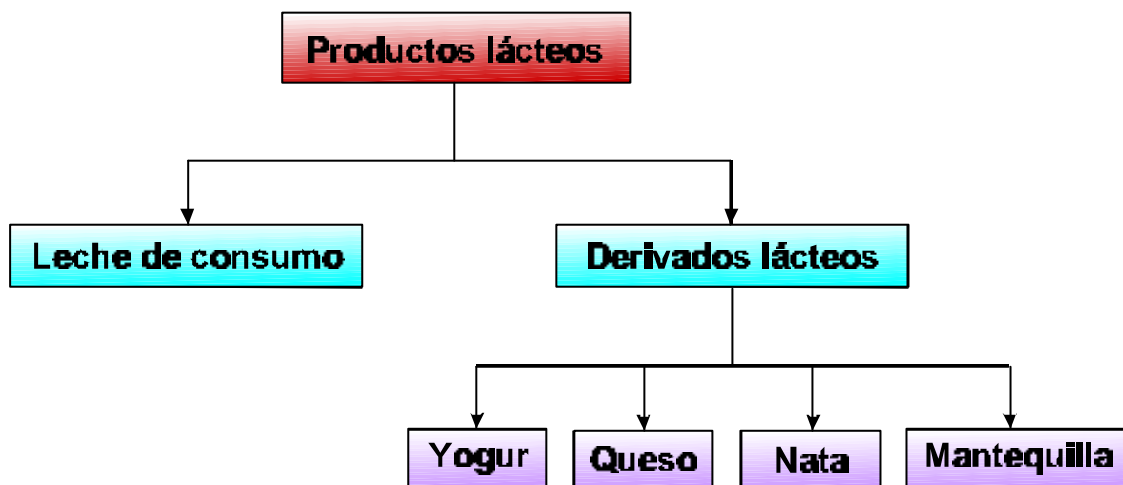 Productos lácteos
Leche de consumo
Derivados lácteos
Yogur
Queso
Nata
Mantequilla